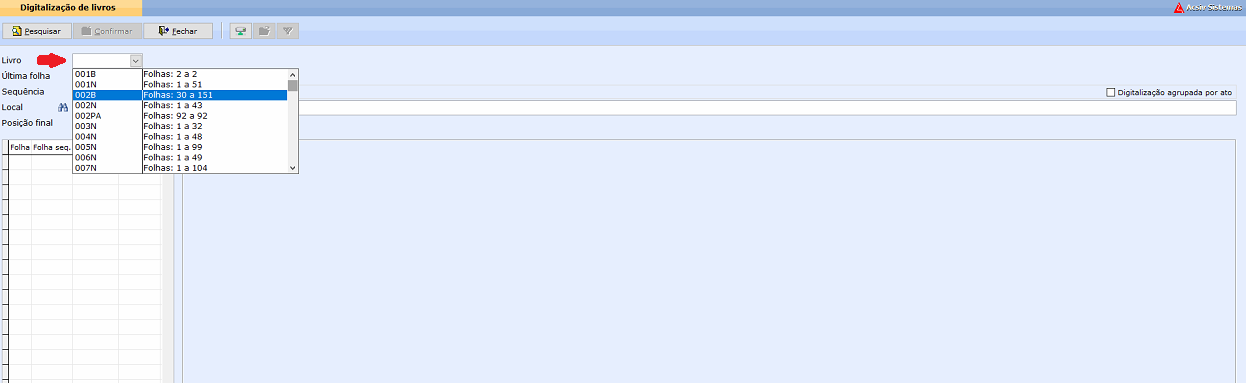 Digitalização de livros
Acsiv Sistemas
Pesquisar Confirmar Fechar
Livro
001B Folhas: 2 a 2
001N Folhas: 1 a 51
002B Folhas: 30 a 151
002N Folhas: 1 a 43
002PA Folhas: 92 a 92
003N Folhas: 1 a 32
004N Folhas: 1 a 48
005N Folhas: 1 a 99
006N Folhas: 1 a 49
007N Folhas: 1 a 104
Última folha
Sequência
Digitalização agrupada por ato
Local
Posição final
Folha Folha seq.